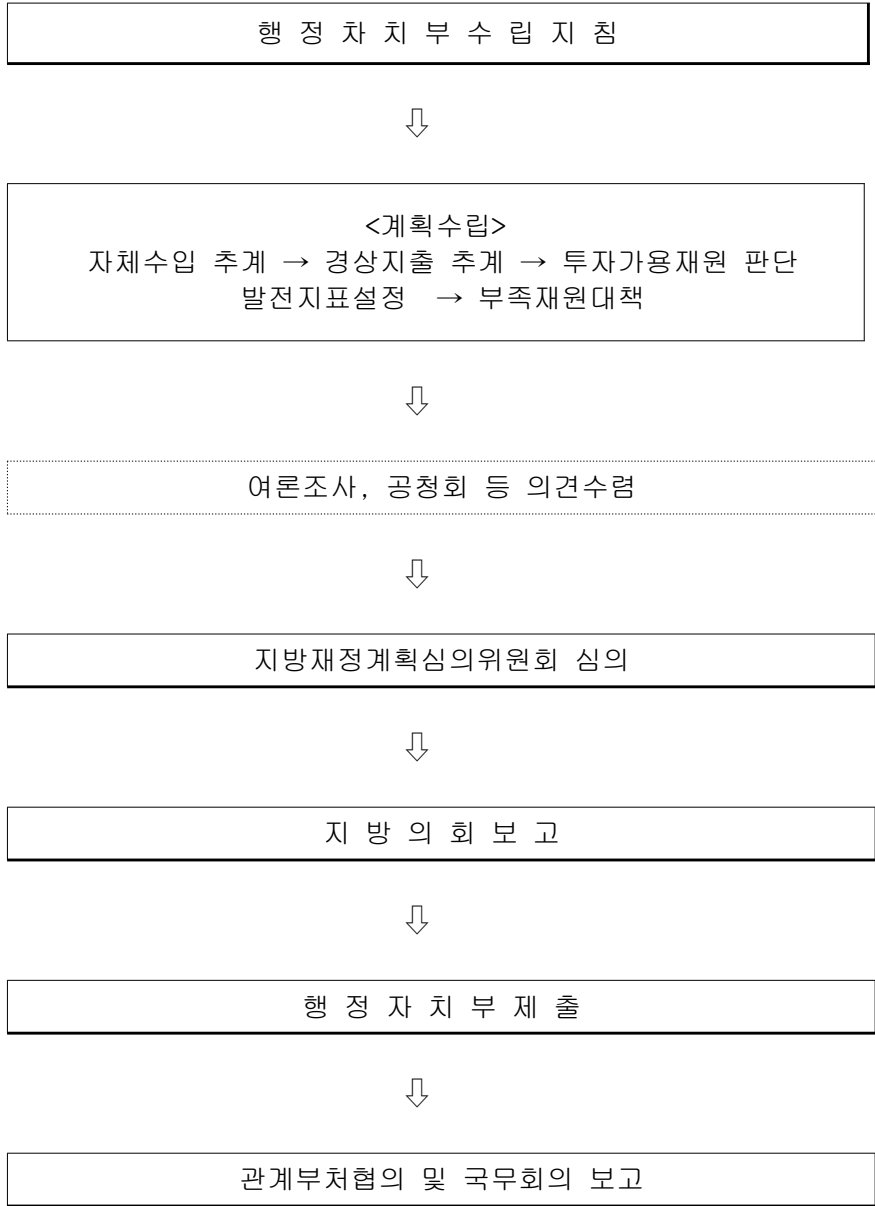 행 정 차 치 부 수 립 지 침
⇩
<계획수립>
자체수입 추계 → 경상지출 추계 → 투자가용재원 판단
발전지표설정 → 부족재원대책
⇩
여론조사, 공청회 등 의견수렴
⇩
지방재정계획심의위원회 심의
⇩
지 방 의 회 보 고
⇩
행 정 자 치 부 제 출
⇩
관계부처협의 및 국무회의 보고